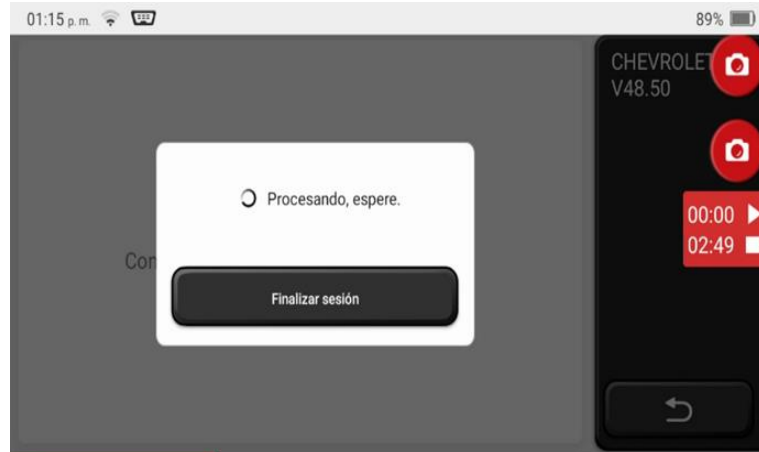 01:15 p. m.
89%
CHEVROLET
V48.50
Procesando, espere.
00:00
02:49
Finalizar sesión